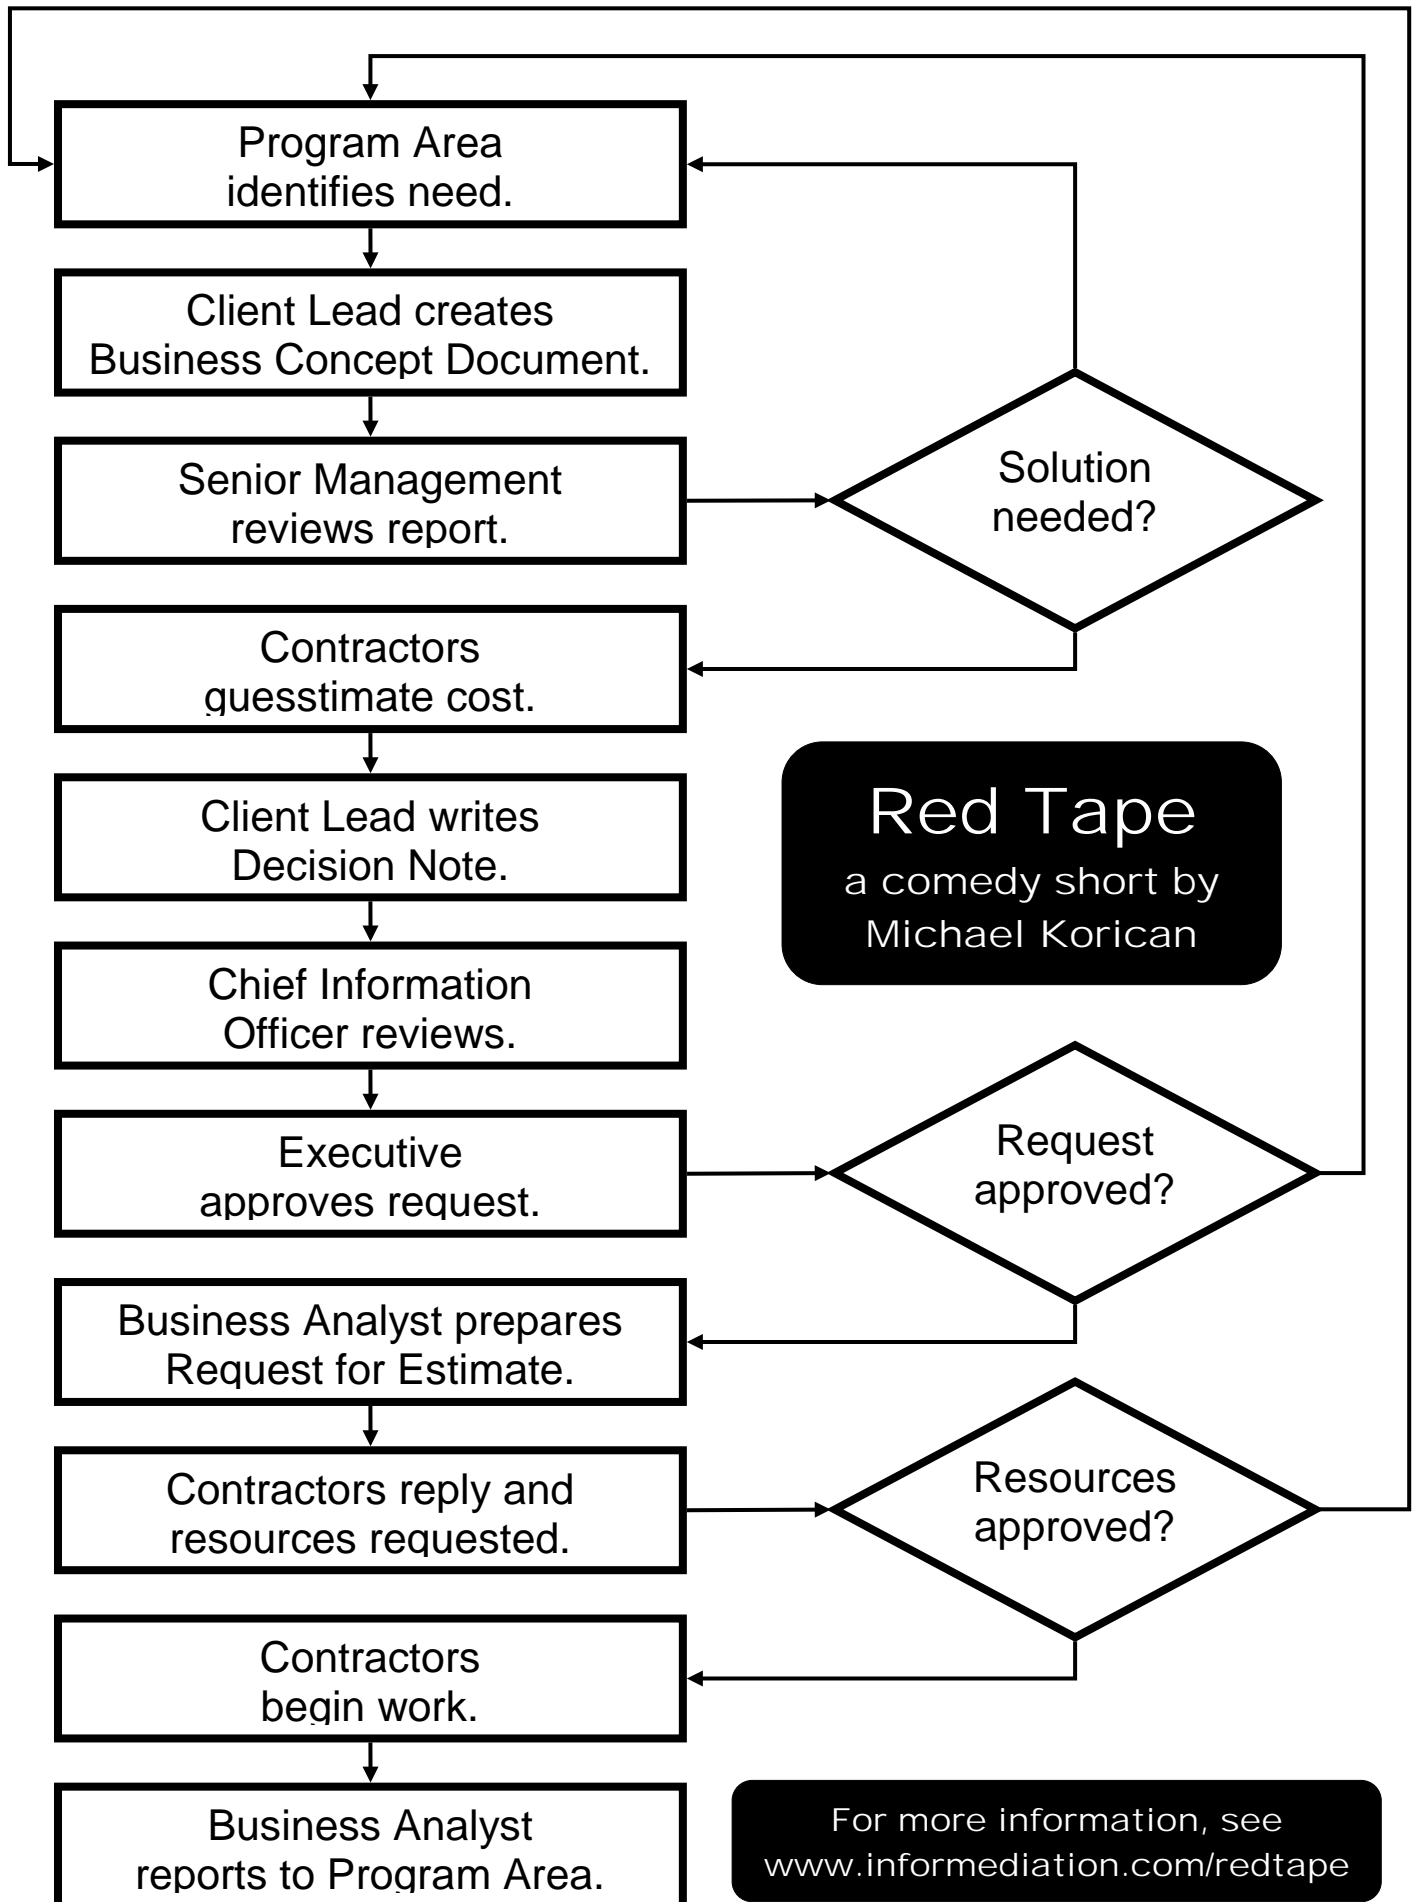 Program Area
identifies need.
Client Lead creates
Business Concept Document.
Senior Management
reviews report.
Solution
needed?
Contractors
guesstimate cost.
Client Lead writes
Decision Note.
Red Tape
a comedy short by
Michael Korican
Chief Information
Officer reviews.
Executive
approves request.
Request
approved?
Business Analyst prepares
Request for Estimate.
Contractors reply and
resources requested.
Resources
approved?
Contractors
begin work.
Business Analyst
reports to Program Area.
For more information, see
www.informediation.com/redtape